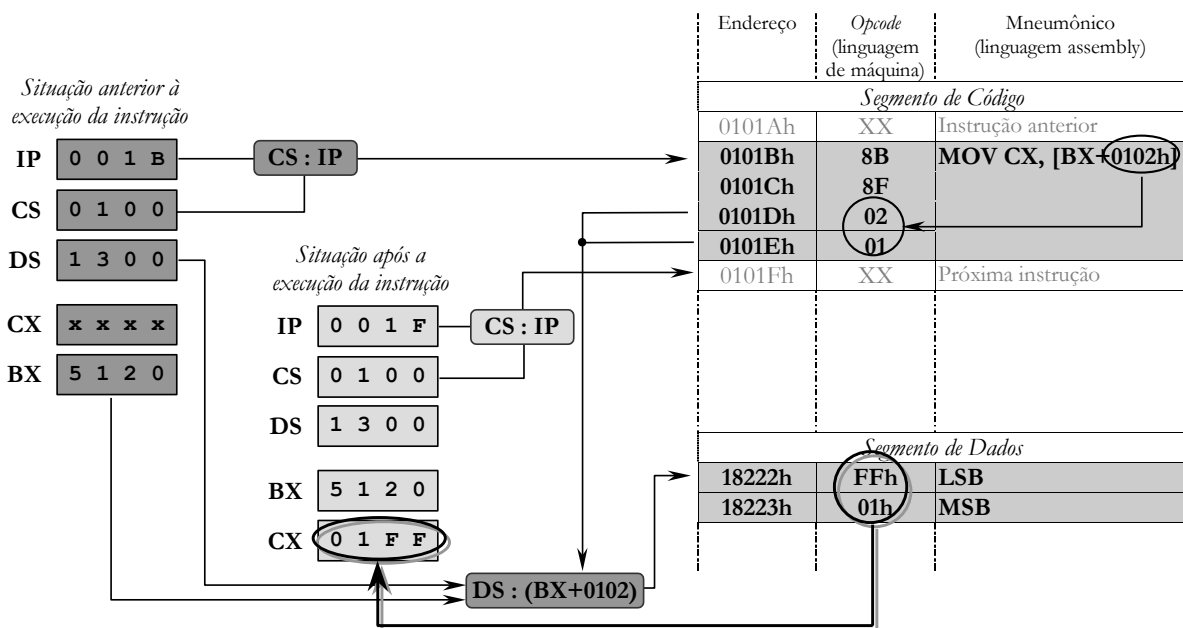 Endereço
Opcode
(linguagem
de máquina)
Mneumônico
(linguagem assembly)
Situação anterior à
execução da instrução
IP 0 0 1 B
CS 0 1 0 0
DS 1 3 0 0
CX x x x x
BX 5 1 2 0
CS : IP
Segmento de Código
0101Ah XX Instrução anterior
0101Bh 8B MOV CX, [BX+0102h]
0101Ch 8F
0101Dh 02
0101Eh 01
0101Fh XX Próxima instrução
Situação após a
execução da instrução
IP 0 0 1 F
CS 0 1 0 0
DS 1 3 0 0
BX 5 1 2 0
CX 0 1 F F
CS : IP
DS : (BX+0102)
Segmento de Dados
18222h FFh LSB
18223h 01h MSB